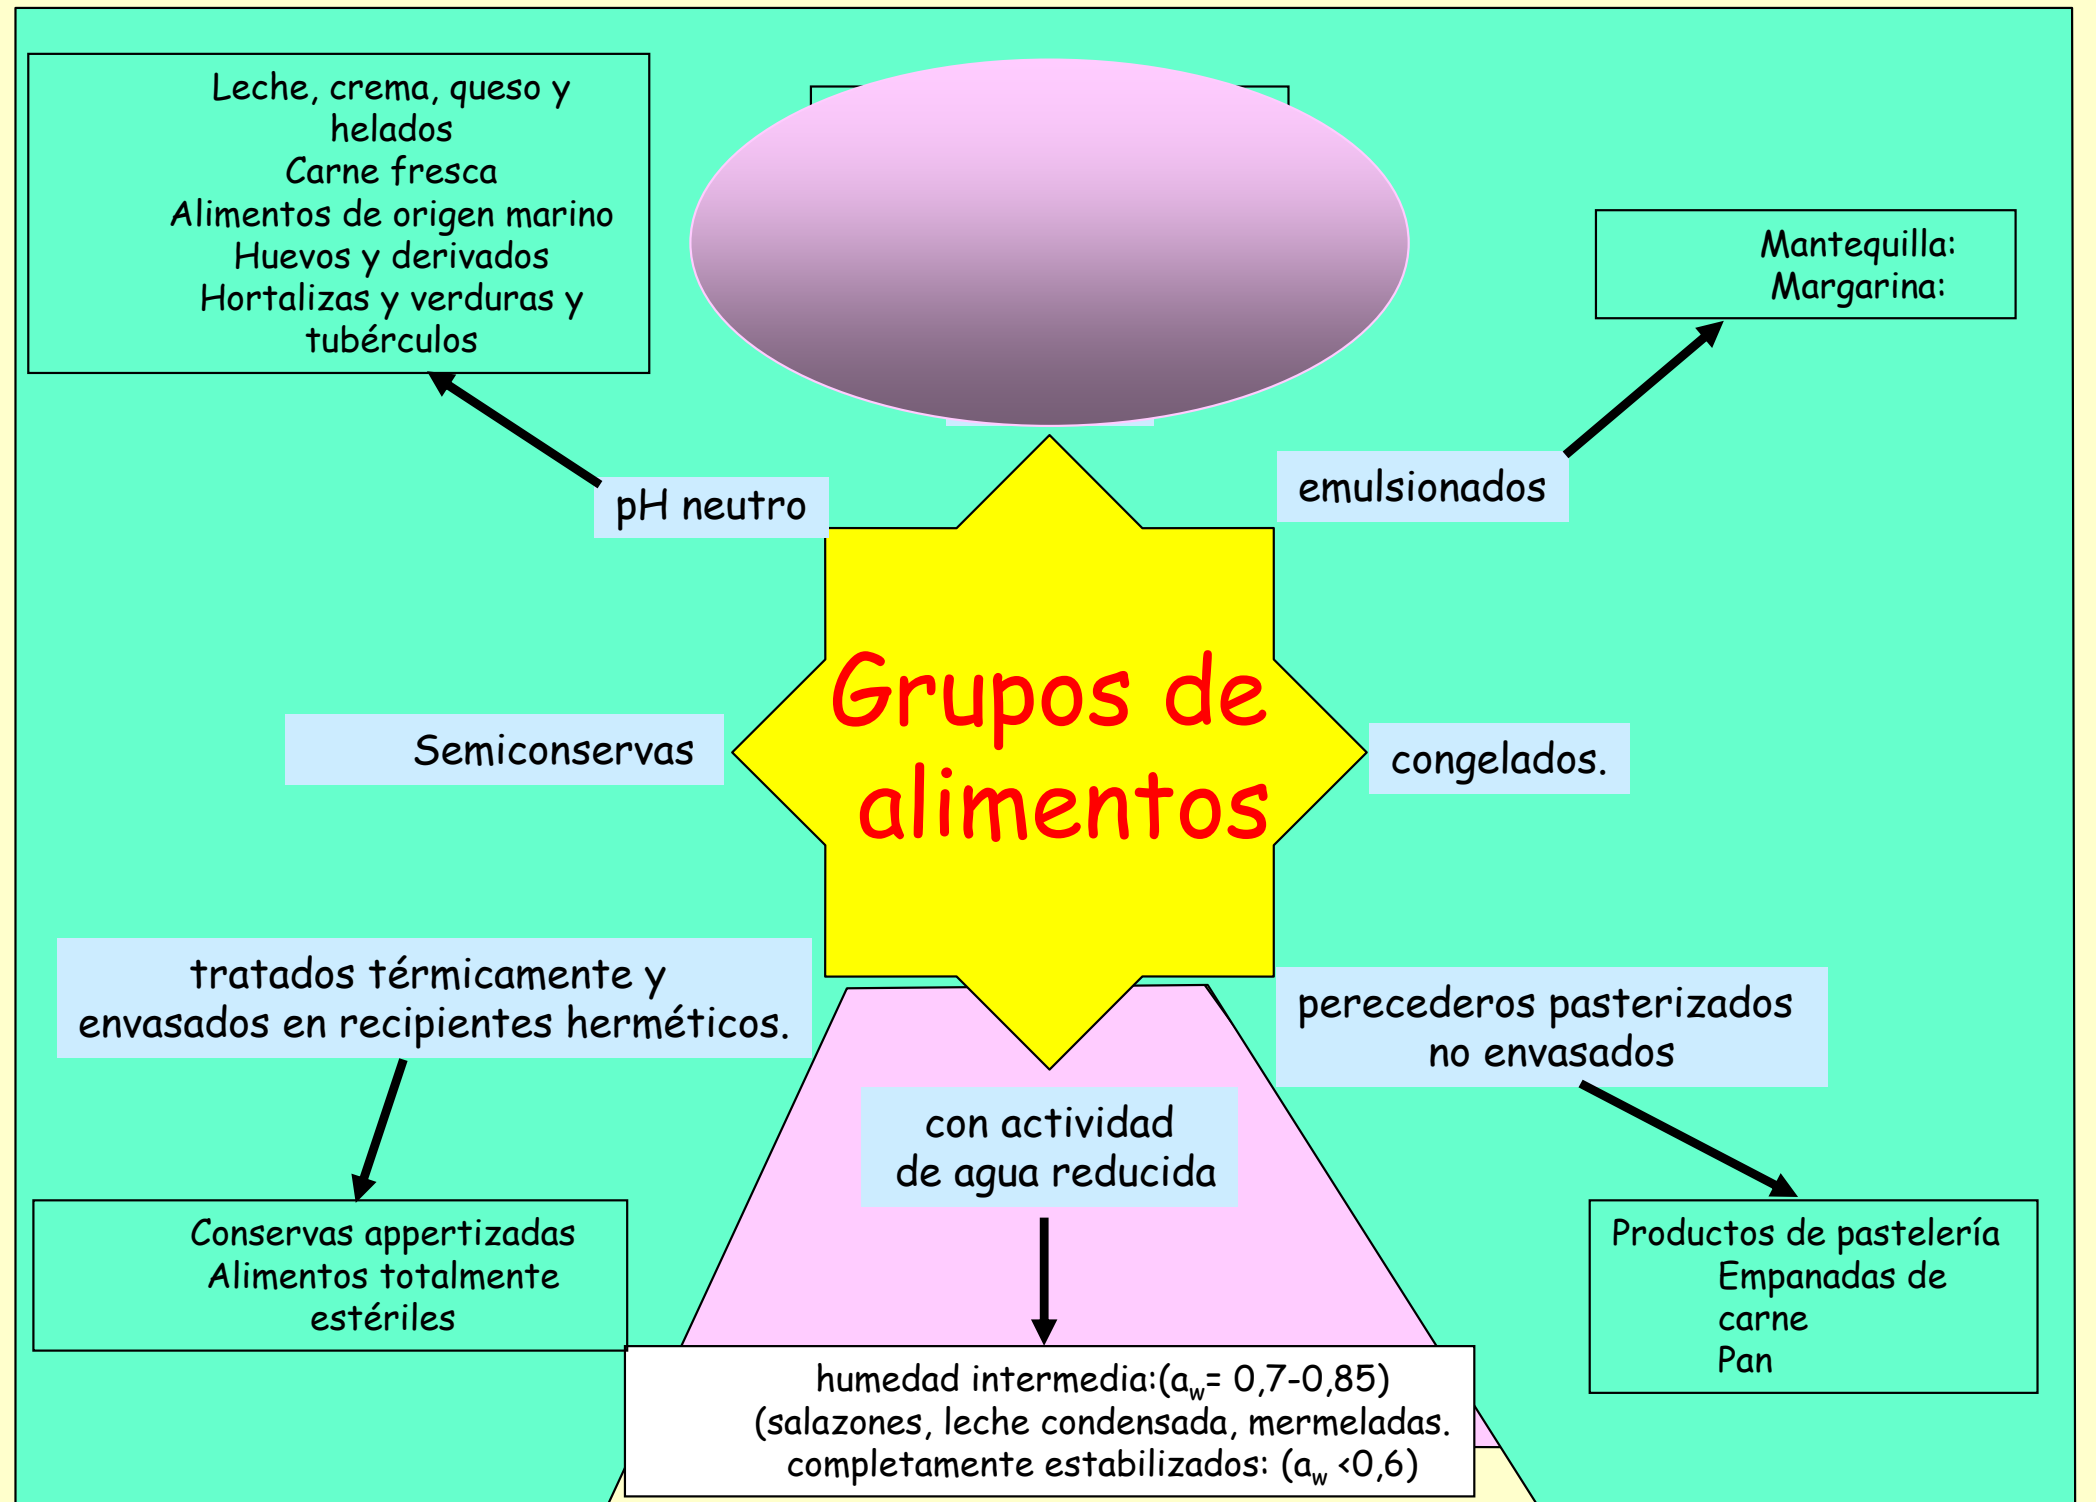 Leche, crema, queso y
helados
Carne fresca
Alimentos de origen marino
Huevos y derivados
Hortalizas y verduras y
tubérculos
Mantequilla:
Margarina:
pH neutro
emulsionados
Grupos de
alimentos
Semiconservas
congelados.
tratados térmicamente y
envasados en recipientes herméticos.
perecederos pasterizados
no envasados
con actividad
de agua reducida
Conservas appertizadas
Alimentos totalmente
estériles
Productos de pastelería
Empanadas de
carne
Pan
humedad intermedia:(aw= 0,7-0,85)
(salazones, leche condensada, mermeladas.
completamente estabilizados: (aw <0,6)